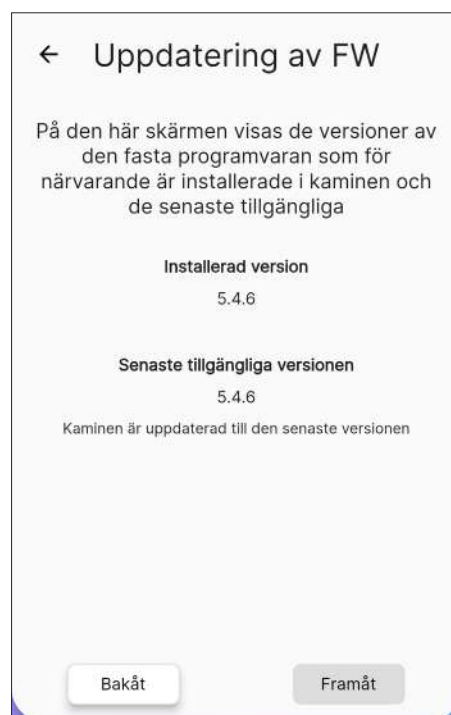 Uppdatering av FW
På den här skärmen visas de versioner av
den fasta programvaran som för
närvarande är installerade i kaminen och
de senaste tillgängliga
Installerad version
5.4.6
Senaste tillgängliga versionen
5.4.6
Kaminen är uppdaterad till den senaste versionen
Bakåt
Framåt